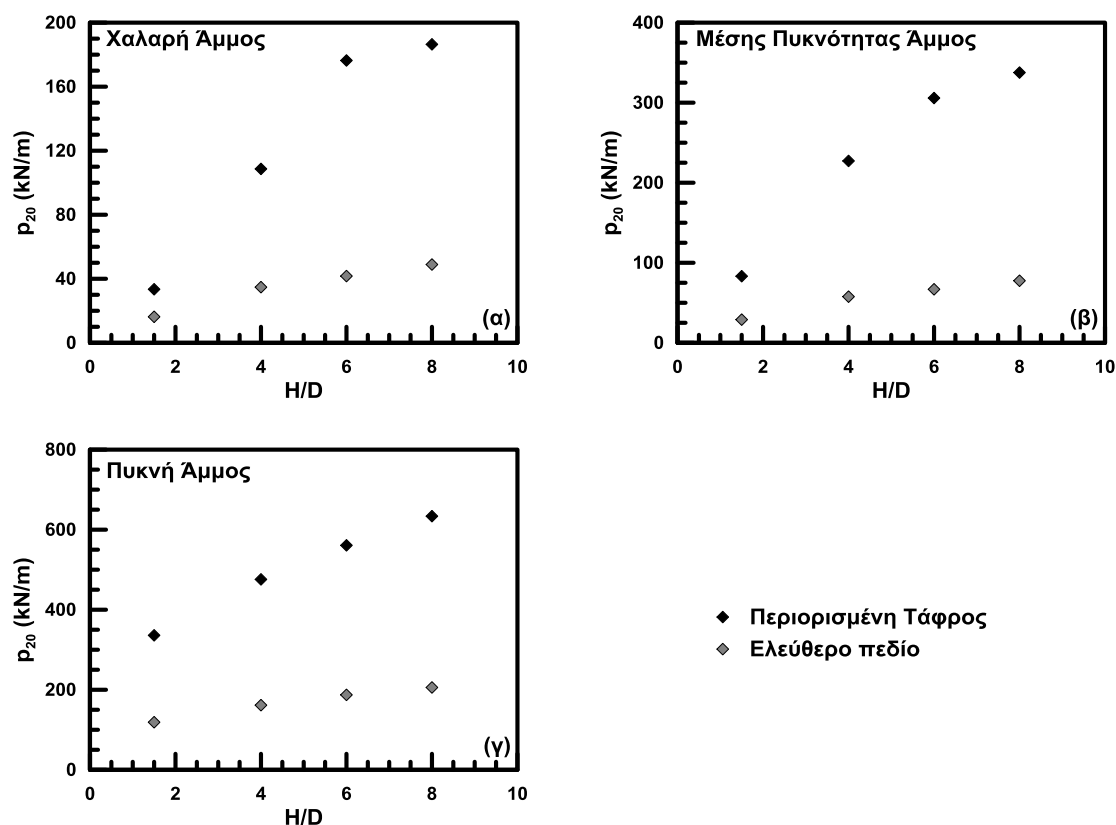 Χαλαρή Άμμος
200
160
120
80
40
0
p20 (kN/m)
(α)
0 2 4 6 8 10
H/D
Μέσης Πυκνότητας Άμμος
400
300
200
100
0
p20 (kN/m)
(β)
0 2 4 6 8 10
H/D
Πυκνή Άμμος
800
600
400
200
0
p20 (kN/m)
(γ)
0 2 4 6 8 10
H/D
Περιορισμένη Τάφρος
Ελεύθερο πεδίο